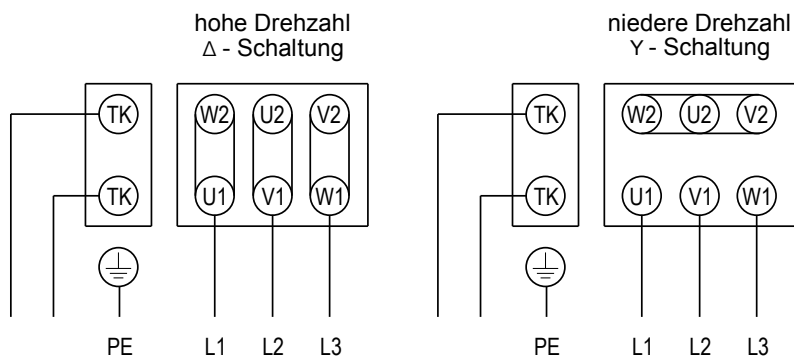 hohe Drehzahl
Δ - Schaltung
TK W2 U2 V2
TK U1 V1 W1
PE L1 L2 L3
niedere Drehzahl
Y - Schaltung
TK W2 U2 V2
TK U1 V1 W1
PE L1 L2 L3